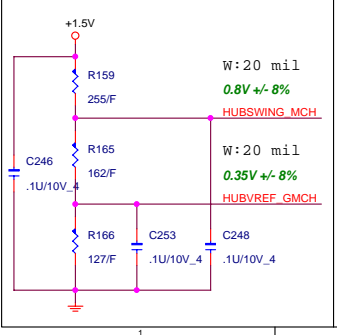 +1.5V
R159
255/F
W:20 mil
0.8V +/- 8%
HUBSWING_MCH
C246
.1U/10V_4
R165
162/F
W:20 mil
0.35V +/- 8%
HUBVREF_GMCH
R166
127/F
C253
.1U/10V_4
C248
.1U/10V_4
1